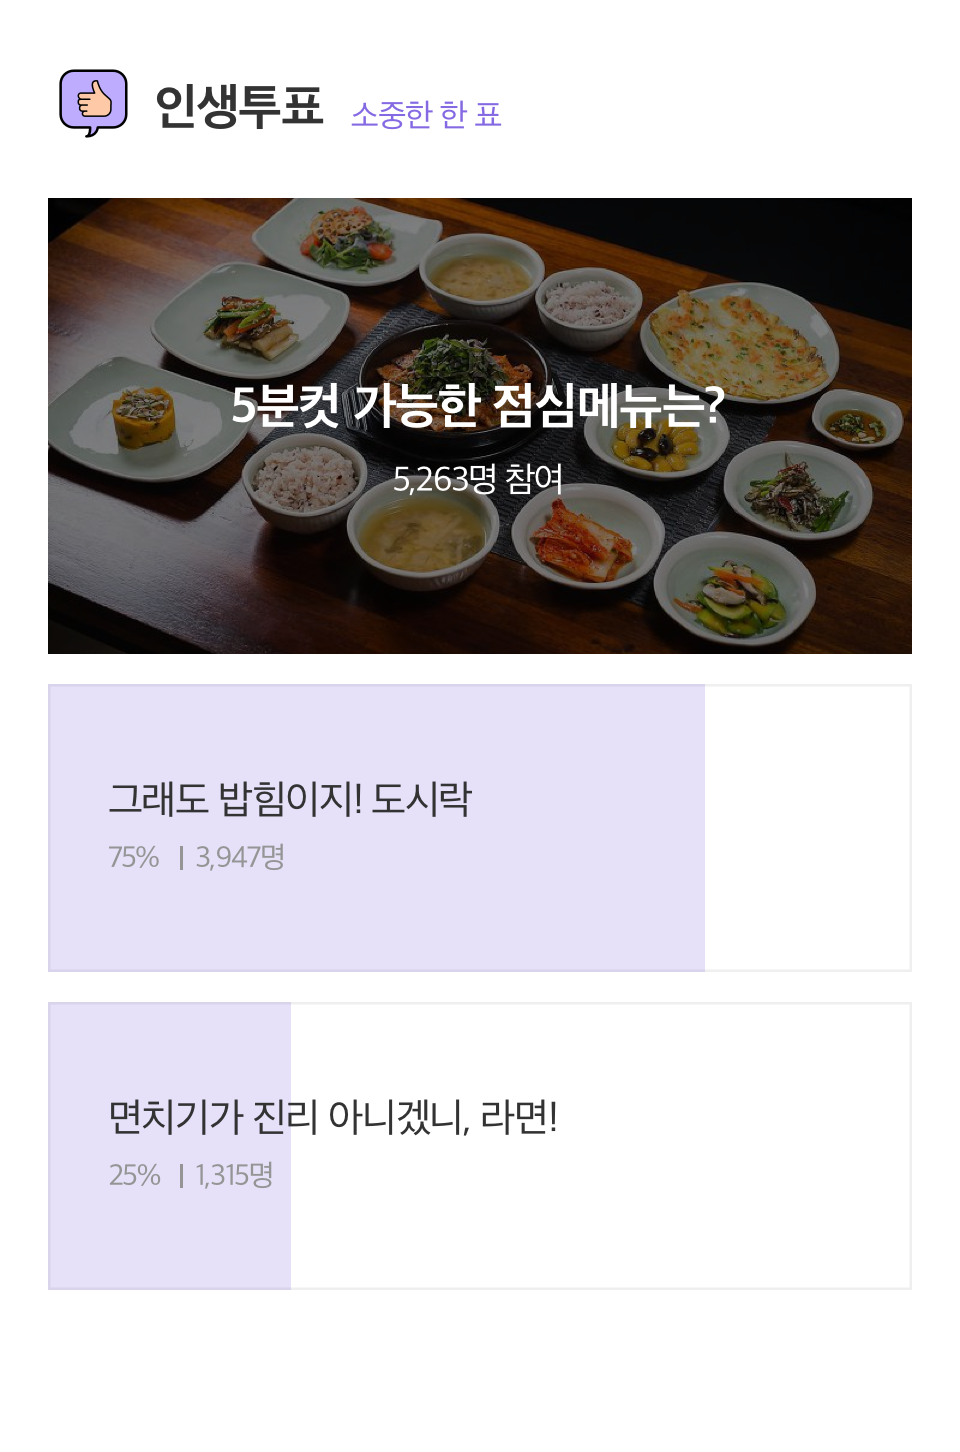 인생투표 소중한 한 표
5분컷 가능한 점심메뉴는?
5,263명 참여
그래도 밥힘이지! 도시락
75% | 3,947명
면치기가 진리 아니겠니, 라면!
25% | 1,315명